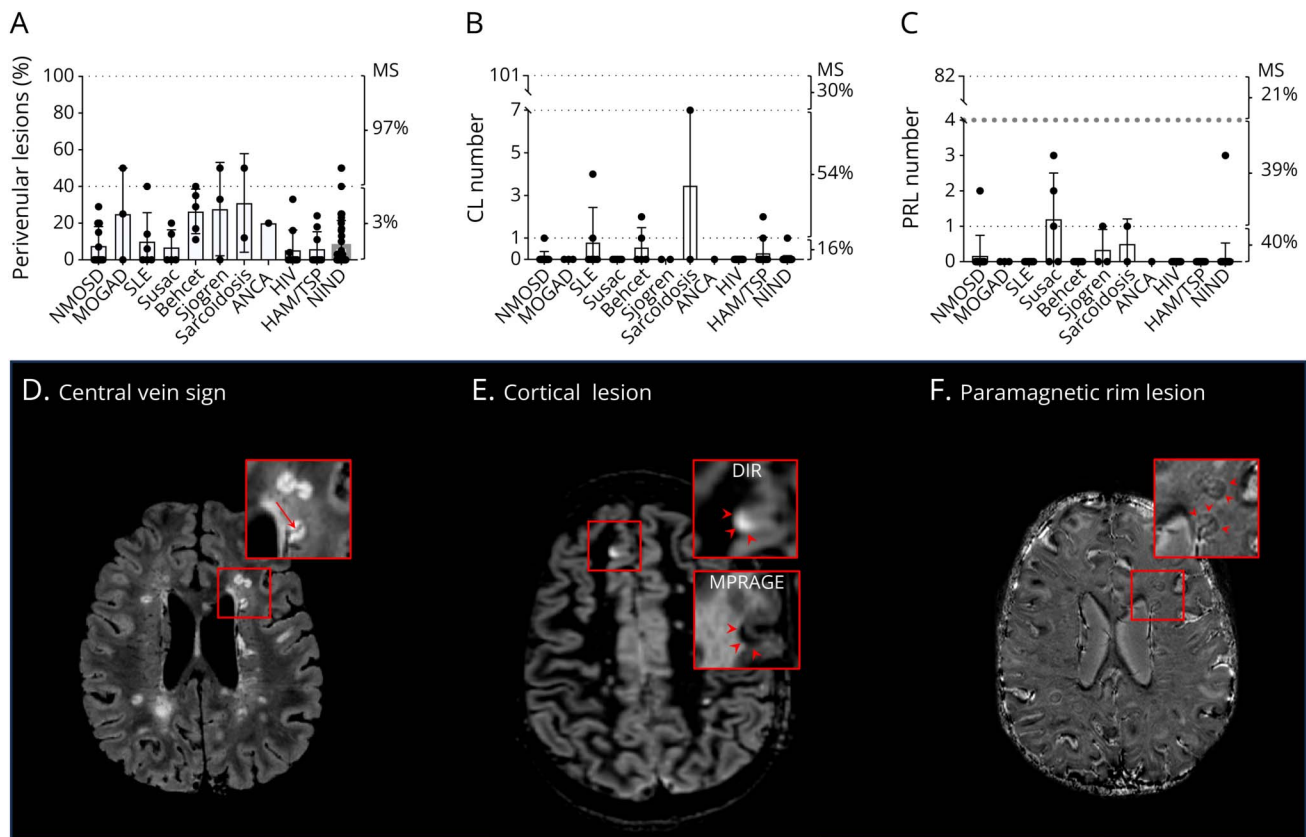 A
Perivenular lesions (%)
100
80
60
40
20
0
MS
97%
3%
NMOSD
MOGAD
SLE
Susac
Behcet
Sjogren
Sarcoidosis
ANCA
HIV
HAM/TSP
NIND
B
CL number
101
7
5
3
1
0
MS
30%
54%
16%
NMOSD
MOGAD
SLE
Susac
Behcet
Sjogren
Sarcoidosis
ANCA
HIV
HAM/TSP
NIND
C
PRL number
82
4
3
2
1
0
MS
21%
39%
40%
NMOSD
MOGAD
SLE
Susac
Behcet
Sjogren
Sarcoidosis
ANCA
HIV
HAM/TSP
NIND
D. Central vein sign
E. Cortical lesion
DIR
MPRAGE
F. Paramagnetic rim lesion